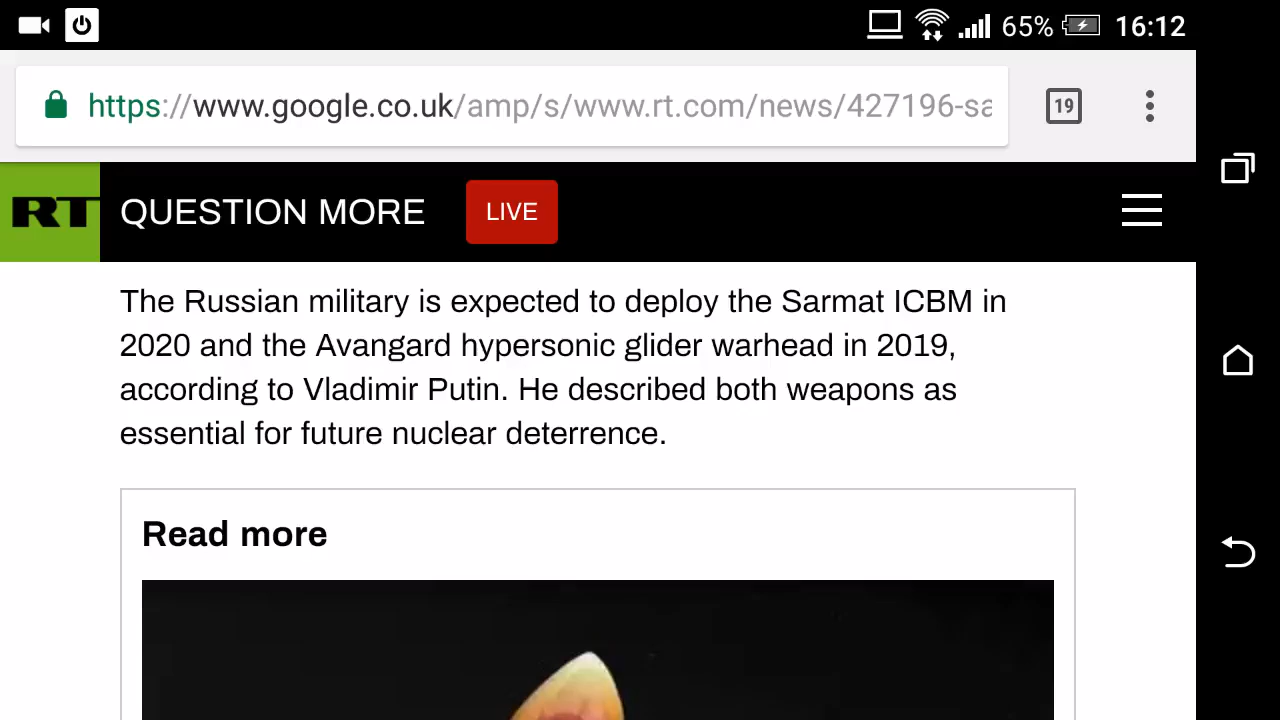 65% 16:12
https://www.google.co.uk/amp/s/www.rt.com/news/427196-sa
19
RT QUESTION MORE LIVE
The Russian military is expected to deploy the Sarmat ICBM in
2020 and the Avangard hypersonic glider warhead in 2019,
according to Vladimir Putin. He described both weapons as
essential for future nuclear deterrence.
Read more